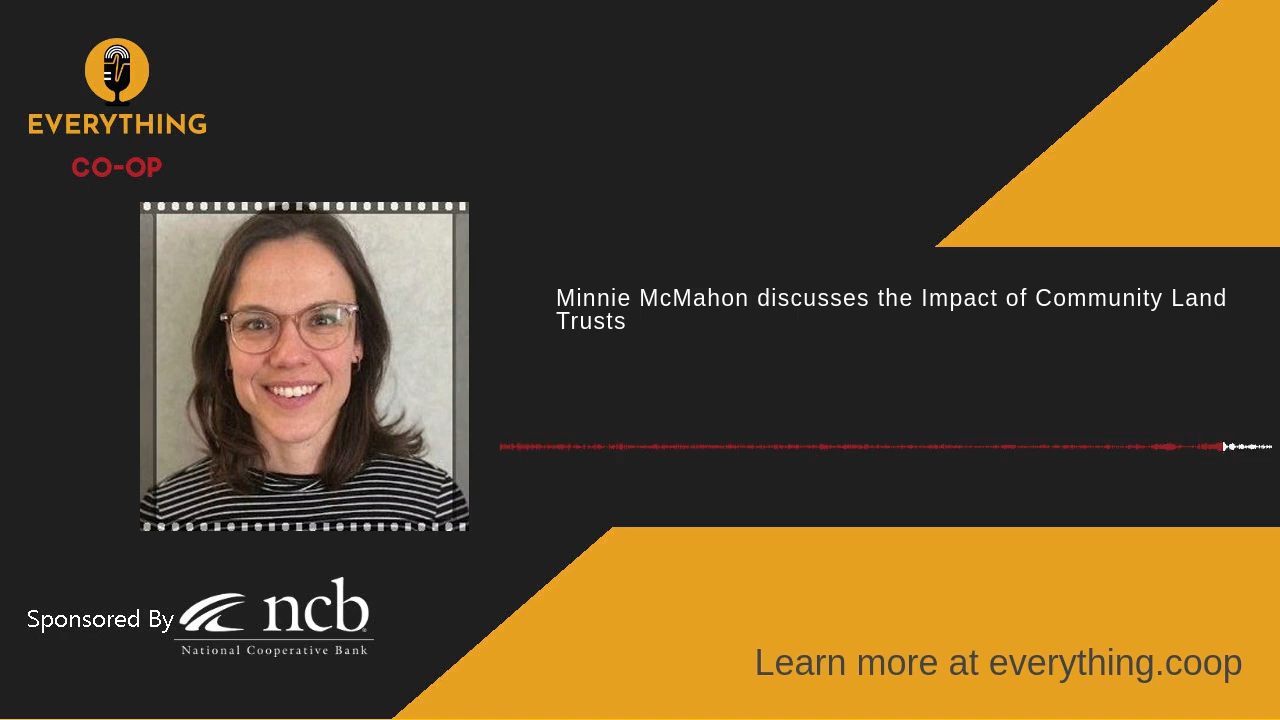 EVERYTHING
CO-OP
Minnie McMahon discusses the Impact of Community Land
Trusts
Sponsored By ncb
National Cooperative Bank
Learn more at everything.coop